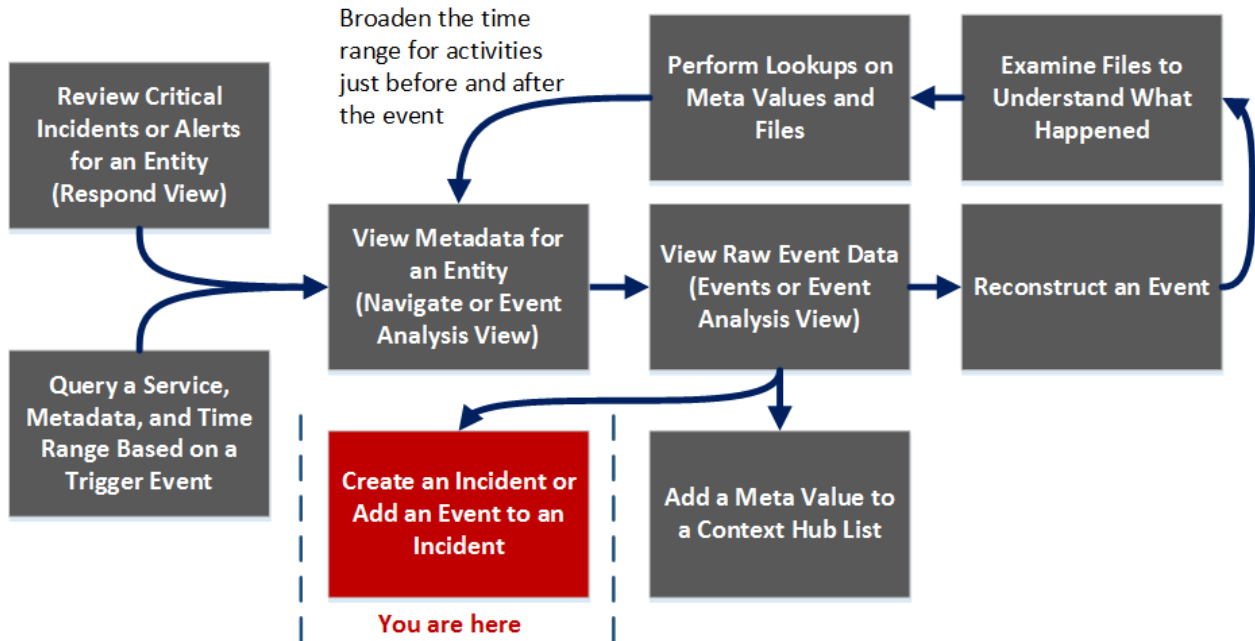 Broaden the time
range for activities
just before and after
the event
Review Critical
Incidents or Alerts
for an Entity
(Respond View)
Perform Lookups on
Meta Values and
Files
Examine Files to
Understand What
Happened
View Metadata for
an Entity
(Navigate or Event
Analysis View)
View Raw Event Data
(Events or Event
Analysis View)
Reconstruct an Event
Query a Service,
Metadata, and Time
Range Based on a
Trigger Event
Create an Incident or
Add an Event to an
Incident
Add a Meta Value to
a Context Hub List
You are here